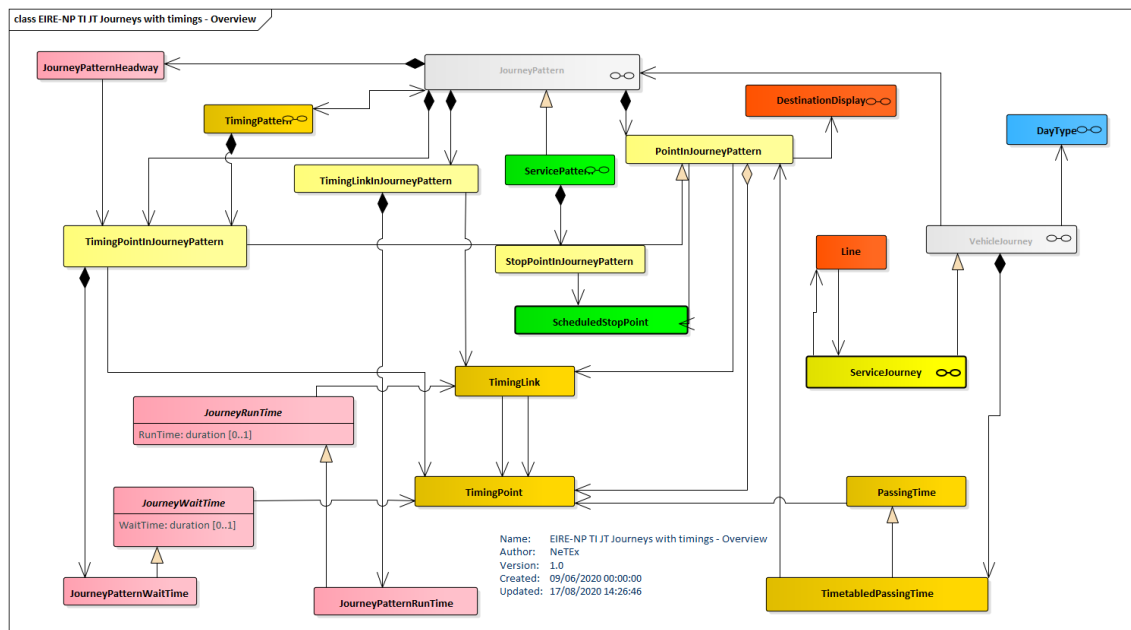 class EIRE-NP TI JT Journeys with timings - Overview
JourneyPatternHeadway
JourneyPattern
DestinationDisplay
TimingPattern
DayType
PointInJourneyPattern
ServicePattern
TimingLinkInJourneyPattern
TimingPointInJourneyPattern
VehicleJourney
Line
StopPointInJourneyPattern
ScheduledStopPoint
ServiceJourney
TimingLink
JourneyRunTime
RunTime: duration [0..1]
TimingPoint
PassingTime
JourneyWaitTime
WaitTime: duration [0..1]
Name: EIRE-NP TI JT Journeys with timings - Overview
Author: NeTEx
Version: 1.0
Created: 09/06/2020 00:00:00
Updated: 17/08/2020 14:26:46
JourneyPatternWaitTime
JourneyPatternRunTime
TimetabledPassingTime